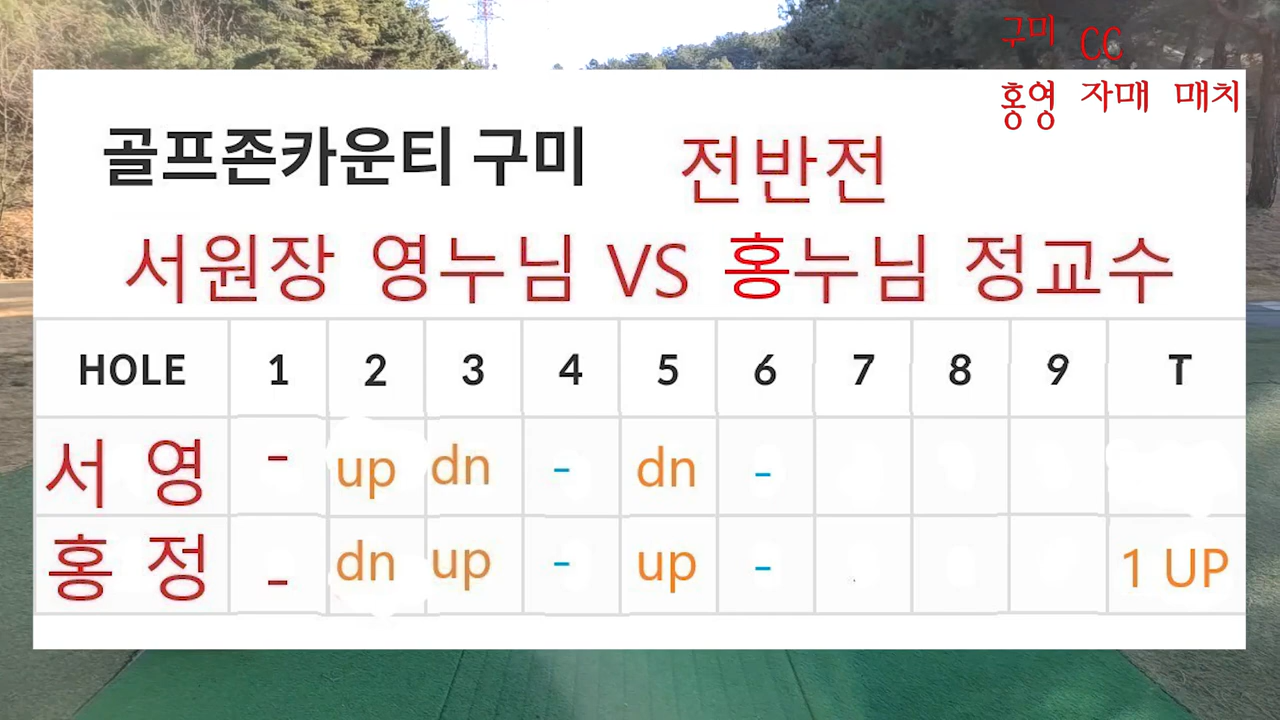 구미 CC
홍영 자매 매치
골프존카운티 구미 전반전
서원장 영누님 VS 홍누님 정교수
HOLE 1 2 3 4 5 6 7 8 9 T
서 영 - up dn - dn -
홍 정 - dn up - up - 1 UP